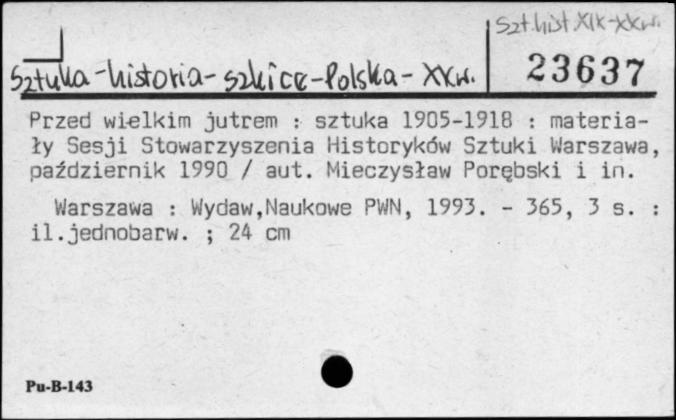 Szt.hist XIX-XXw.
Sztuka-historia-szkice-Polska-XXw.
23637
Przed wielkim jutrem : sztuka 1905-1918 : materia-
ły Sesji Stowarzyszenia Historyków Sztuki Warszawa,
październik 1990 / aut. Mieczysław Porębski i in.
Warszawa : Wydaw,Naukowe PWN, 1993. - 365, 3 s. :
il.jednobarw. ; 24 cm
Pu-B-143